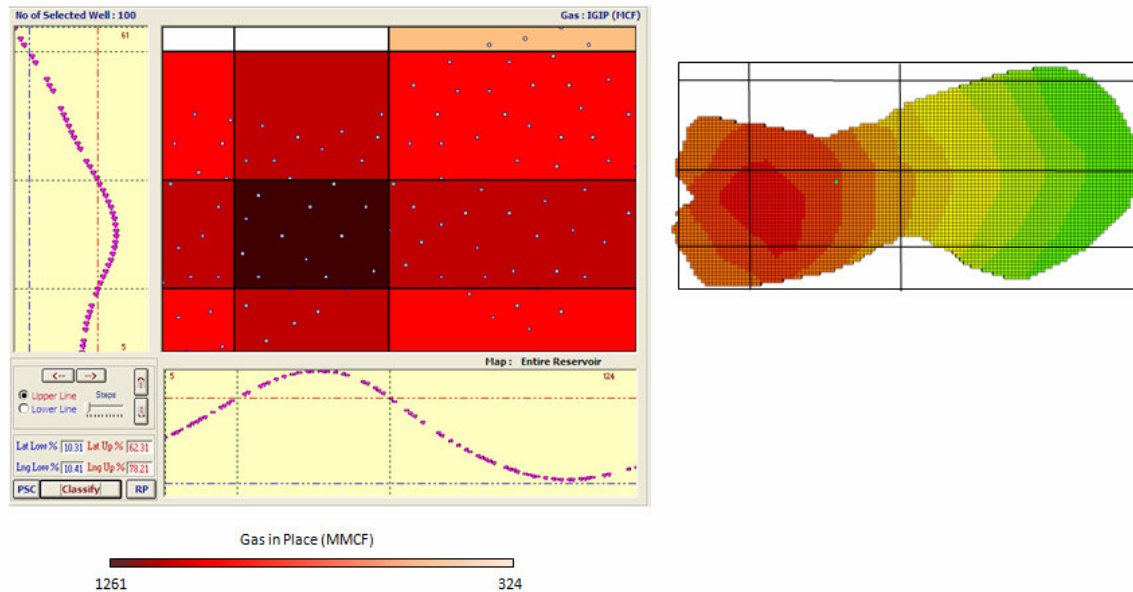 No of Selected Well : 100
Gas : IGIP (MCF)
61
5
Map : Entire Reservoir
5
124
<-- -->
Upper Line
Steps
Lower Line
Lat Low % 10.31 Lat Up % 62.31
Lng Low % 10.41 Lng Up % 78.21
PSC Classify RP
Gas in Place (MMCF)
1261
324